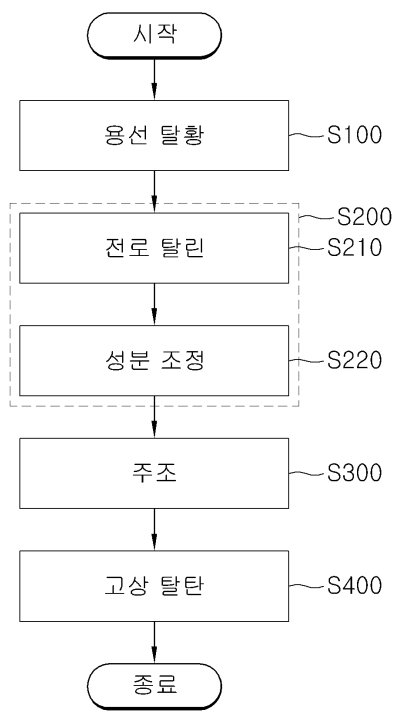 시작
용선 탈황 S100
S200
전로 탈린 S210
성분 조정 S220
주조 S300
고상 탈탄 S400
종료